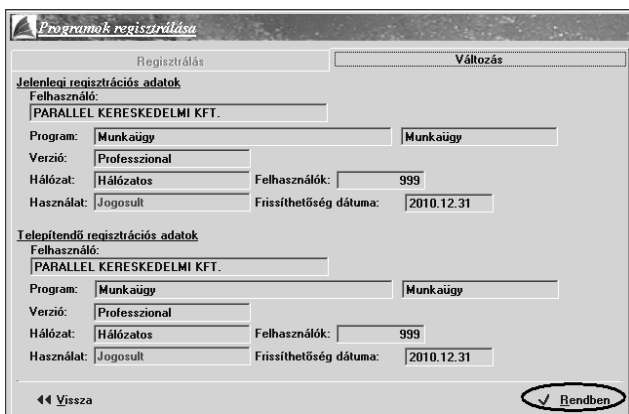 Programok regisztrálása
Regisztrálás Változás
Jelenlegi regisztrációs adatok
Felhasználó:
PARALLEL KERESKEDELMI KFT.
Program: Munkaügy Munkaügy
Verzió: Professzional
Hálózat: Hálózatos Felhasználók: 999
Használat: Jogosult Frissíthetőség dátuma: 2010.12.31
Telepítendő regisztrációs adatok
Felhasználó:
PARALLEL KERESKEDELMI KFT.
Program: Munkaügy Munkaügy
Verzió: Professzional
Hálózat: Hálózatos Felhasználók: 999
Használat: Jogosult Frissíthetőség dátuma: 2010.12.31
Vissza Rendben